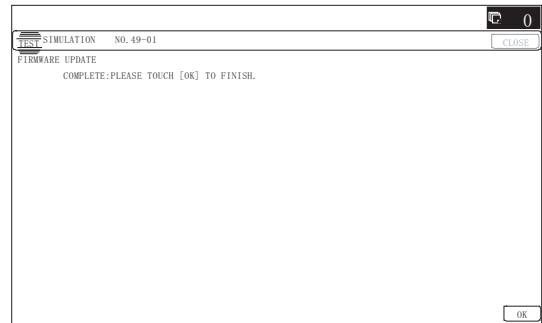 0
TEST SIMULATION NO. 49-01 CLOSE
FIRMWARE UPDATE
COMPLETE:PLEASE TOUCH [OK] TO FINISH.
OK